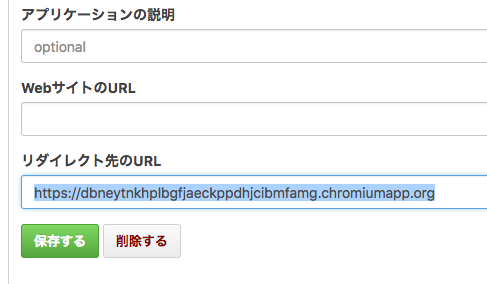 アプリケーションの説明
optional
WebサイトのURL
リダイレクト先のURL
https://dbneytnkhplbgfjaeckppdhjcibmfamg.chromiumapp.org
保存する 削除する